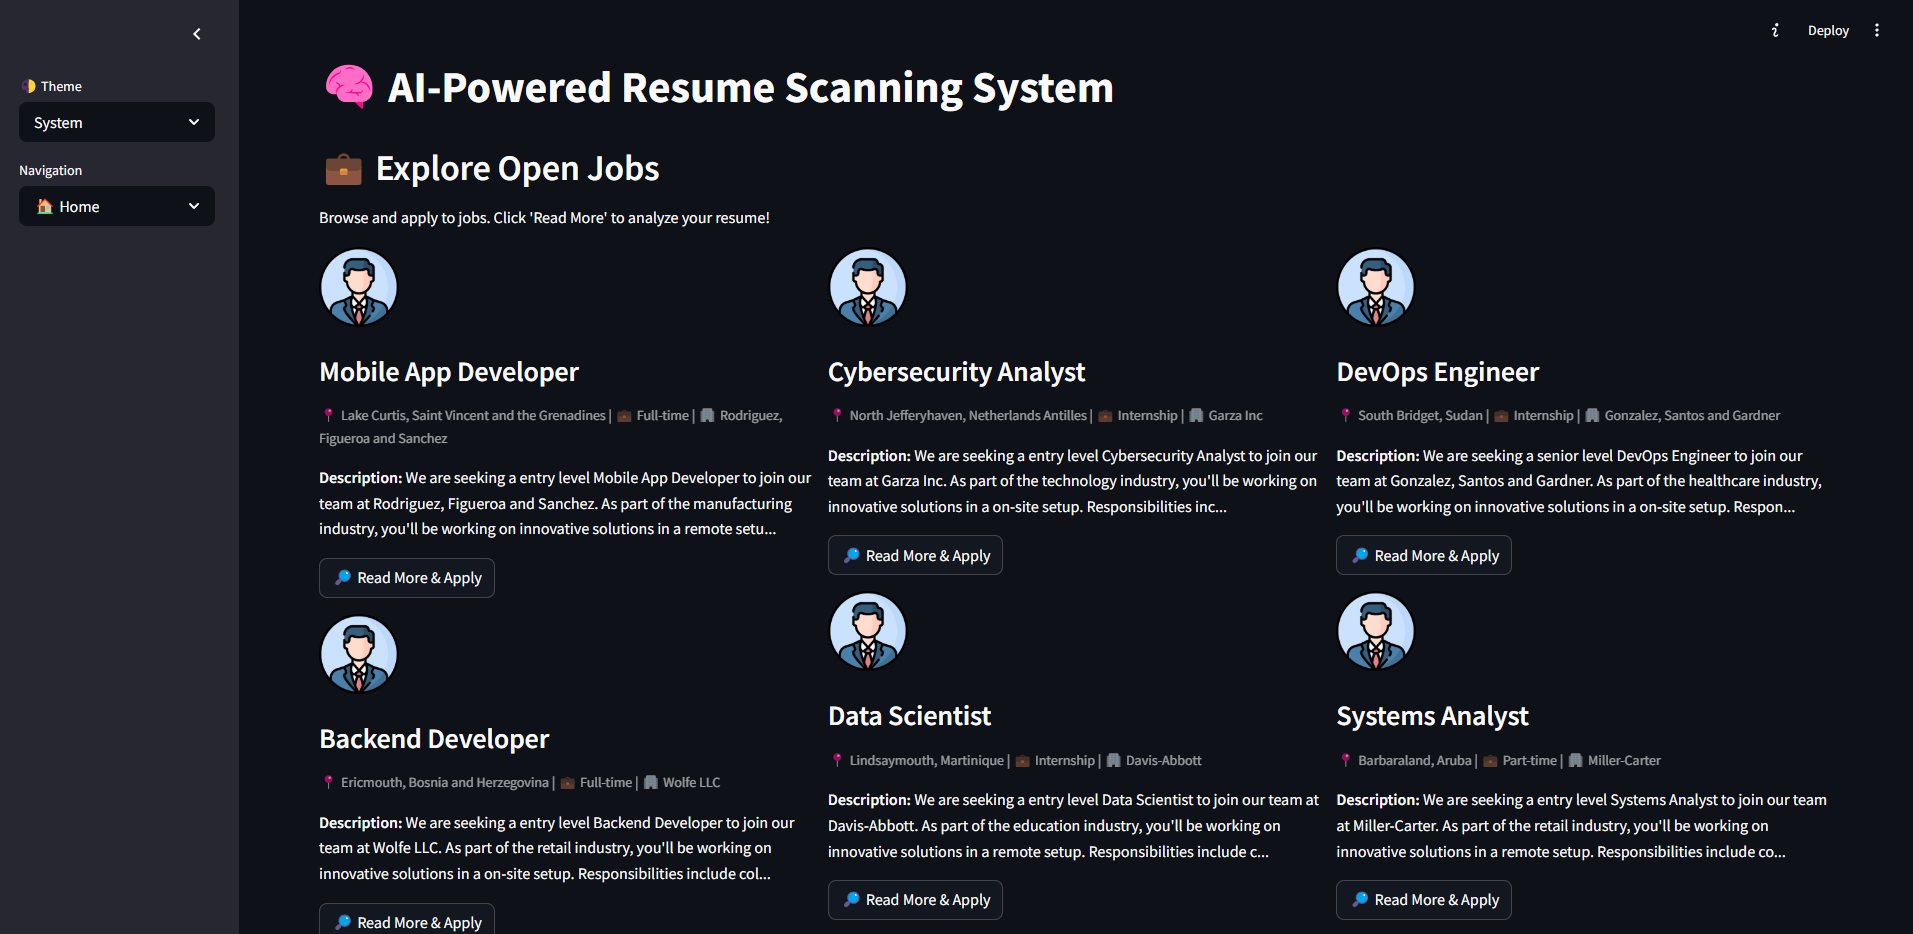 Theme
System
Navigation
Home
Deploy
AI-Powered Resume Scanning System
Explore Open Jobs
Browse and apply to jobs. Click 'Read More' to analyze your resume!
Mobile App Developer
Lake Curtis, Saint Vincent and the Grenadines | Full-time | Rodriguez,
Figueroa and Sanchez
Description: We are seeking a entry level Mobile App Developer to join our
team at Rodriguez, Figueroa and Sanchez. As part of the manufacturing
industry, you'll be working on innovative solutions in a remote setu...
Read More & Apply
Cybersecurity Analyst
North Jefferyhaven, Netherlands Antilles | Internship | Garza Inc
Description: We are seeking a entry level Cybersecurity Analyst to join our
team at Garza Inc. As part of the technology industry, you'll be working on
innovative solutions in a on-site setup. Responsibilities inc...
Read More & Apply
DevOps Engineer
South Bridget, Sudan | Internship | Gonzalez, Santos and Gardner
Description: We are seeking a senior level DevOps Engineer to join our
team at Gonzalez, Santos and Gardner. As part of the healthcare industry,
you'll be working on innovative solutions in a on-site setup. Respon...
Read More & Apply
Backend Developer
Ericmouth, Bosnia and Herzegovina | Full-time | Wolfe LLC
Description: We are seeking a entry level Backend Developer to join our
team at Wolfe LLC. As part of the retail industry, you'll be working on
innovative solutions in a on-site setup. Responsibilities include col...
Read More & Apply
Data Scientist
Lindsaymouth, Martinique | Internship | Davis-Abbott
Description: We are seeking a entry level Data Scientist to join our team at
Davis-Abbott. As part of the education industry, you'll be working on
innovative solutions in a remote setup. Responsibilities include c...
Read More & Apply
Systems Analyst
Barbaraland, Aruba | Part-time | Miller-Carter
Description: We are seeking a entry level Systems Analyst to join our team
at Miller-Carter. As part of the retail industry, you'll be working on
innovative solutions in a remote setup. Responsibilities include co...
Read More & Apply